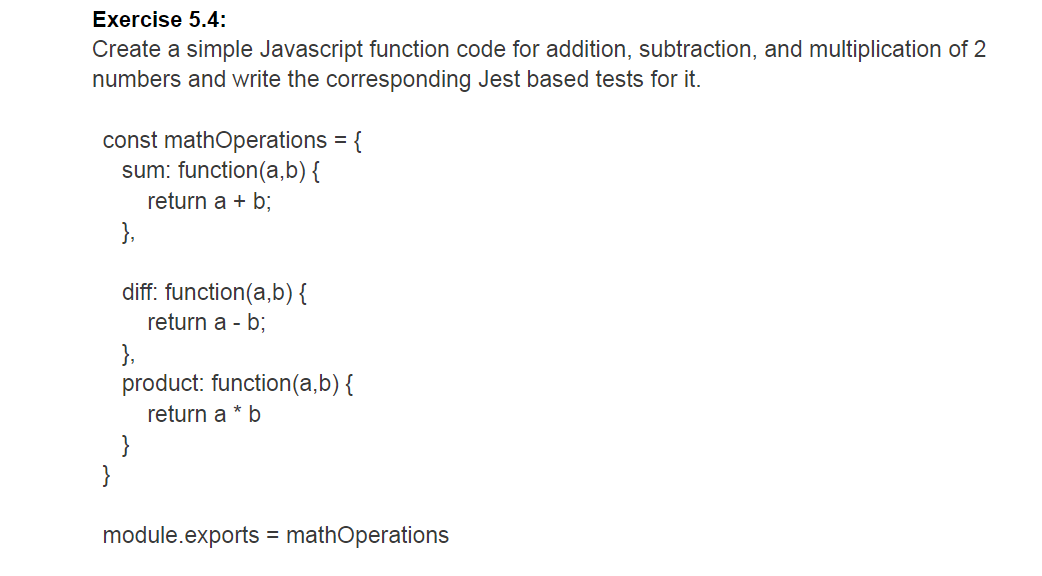 Exercise 5.4:
Create a simple Javascript function code for addition, subtraction, and multiplication of 2
numbers and write the corresponding Jest based tests for it.
const mathOperations = {
sum: function(a,b) {
return a + b;
},
diff: function(a,b) {
return a - b;
},
product: function(a,b) {
return a * b
}
}
module.exports = mathOperations